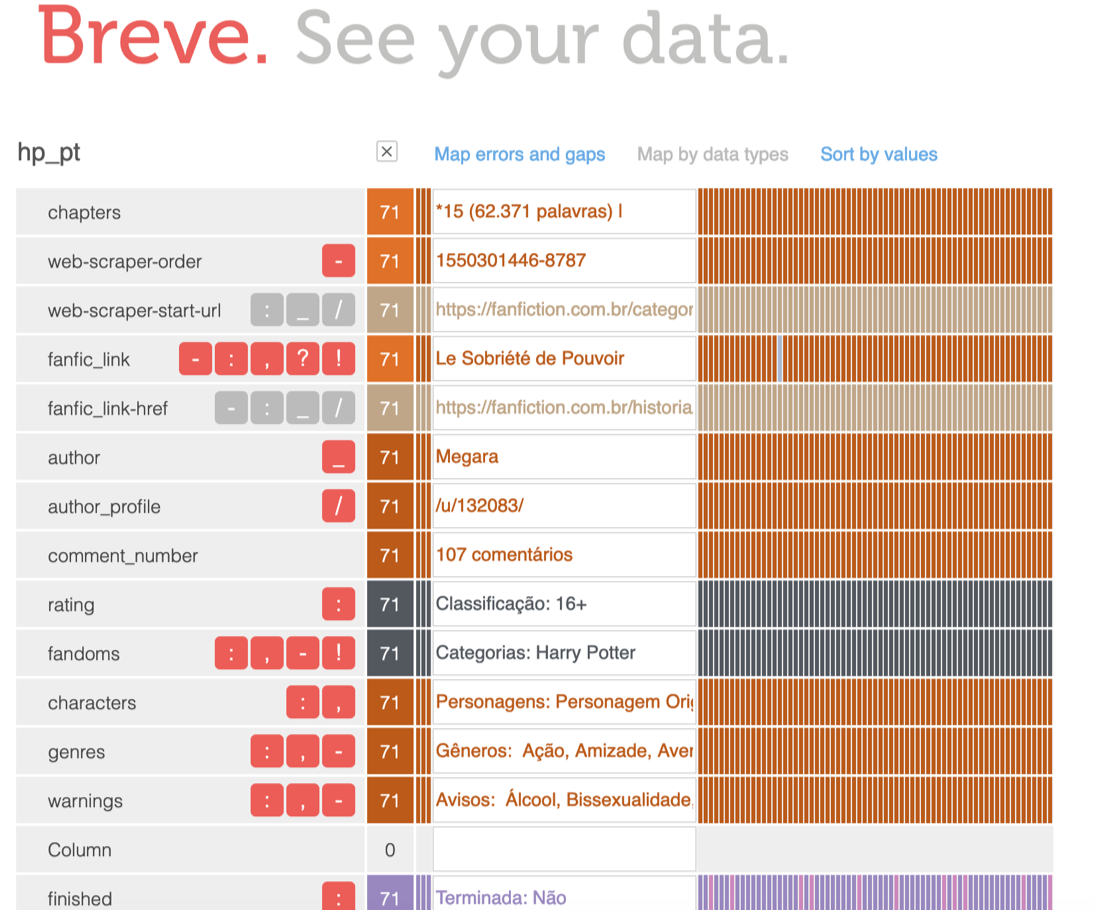 Breve. See your data.
hp_pt × Map errors and gaps Map by data types Sort by values
chapters 71 *15 (62.371 palavras) |
web-scraper-order - 71 1550301446-8787
web-scraper-start-url : _ / 71 https://fanfiction.com.br/categor
fanfic_link - : , ? ! 71 Le Sobriété de Pouvoir
fanfic_link-href - : _ / 71 https://fanfiction.com.br/historia
author _ 71 Megara
author_profile / 71 /u/132083/
comment_number 71 107 comentários
rating : 71 Classificação: 16+
fandoms : , - ! 71 Categorias: Harry Potter
characters : , 71 Personagens: Personagem Orig
genres : , - 71 Gêneros: Ação, Amizade, Aven
warnings : , - 71 Avisos: Álcool, Bissexualidade,
Column 0
finished : 71 Terminada: Não